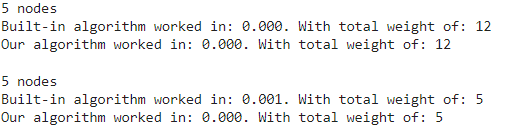 5 nodes
Built-in algorithm worked in: 0.000. With total weight of: 12
Our algorithm worked in: 0.000. With total weight of: 12
5 nodes
Built-in algorithm worked in: 0.001. With total weight of: 5
Our algorithm worked in: 0.000. With total weight of: 5